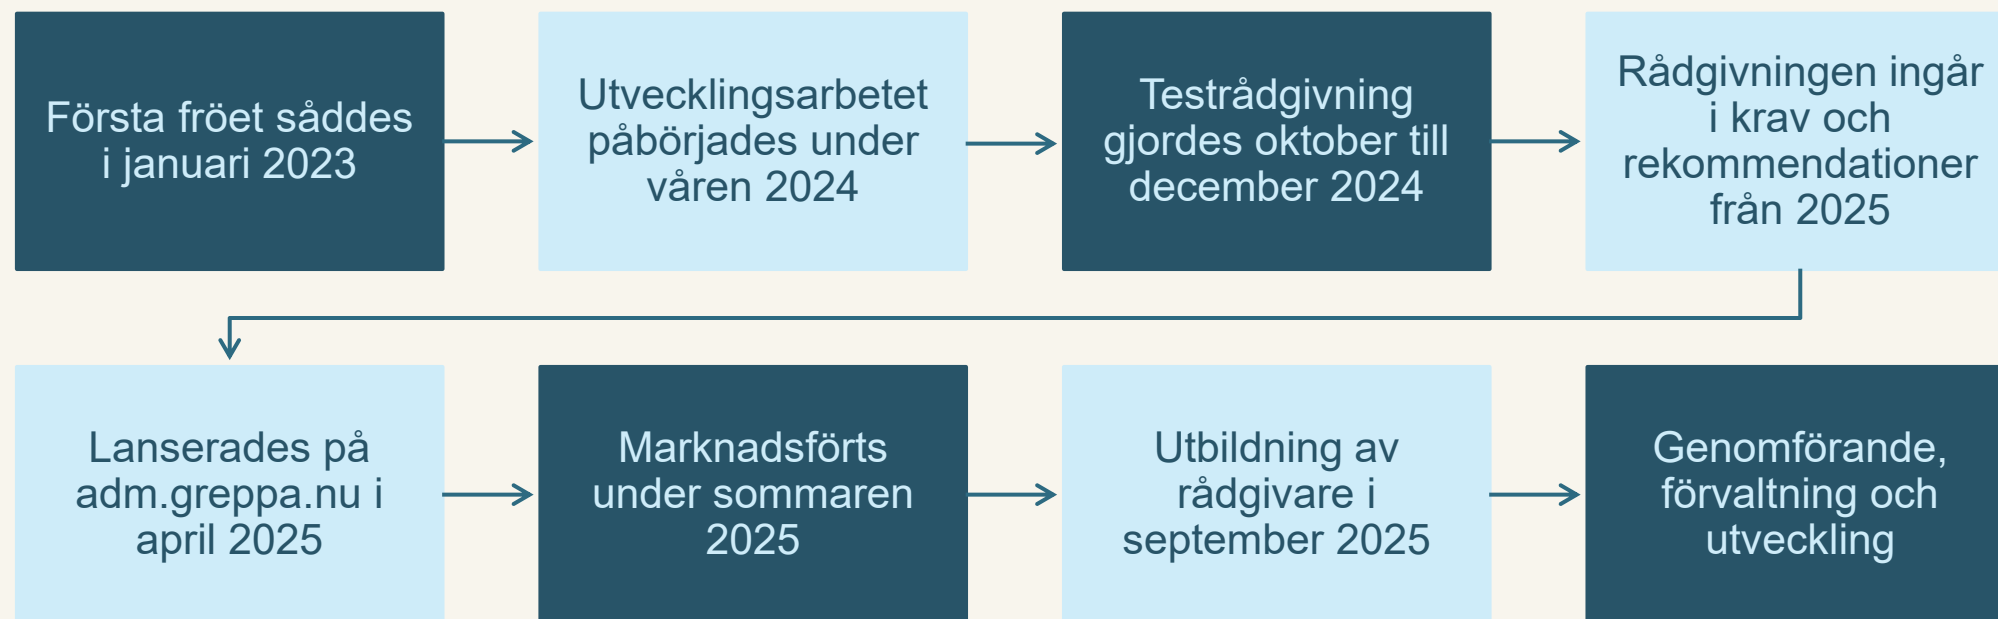 Första fröet såddes
i januari 2023
Utvecklingsarbetet
påbörjades under
våren 2024
Testrådgivning
gjordes oktober till
december 2024
Rådgivningen ingår
i krav och
rekommendationer
från 2025
Lanserades på
adm.greppa.nu i
april 2025
Marknadsförts
under sommaren
2025
Utbildning av
rådgivare i
september 2025
Genomförande,
förvaltning och
utveckling